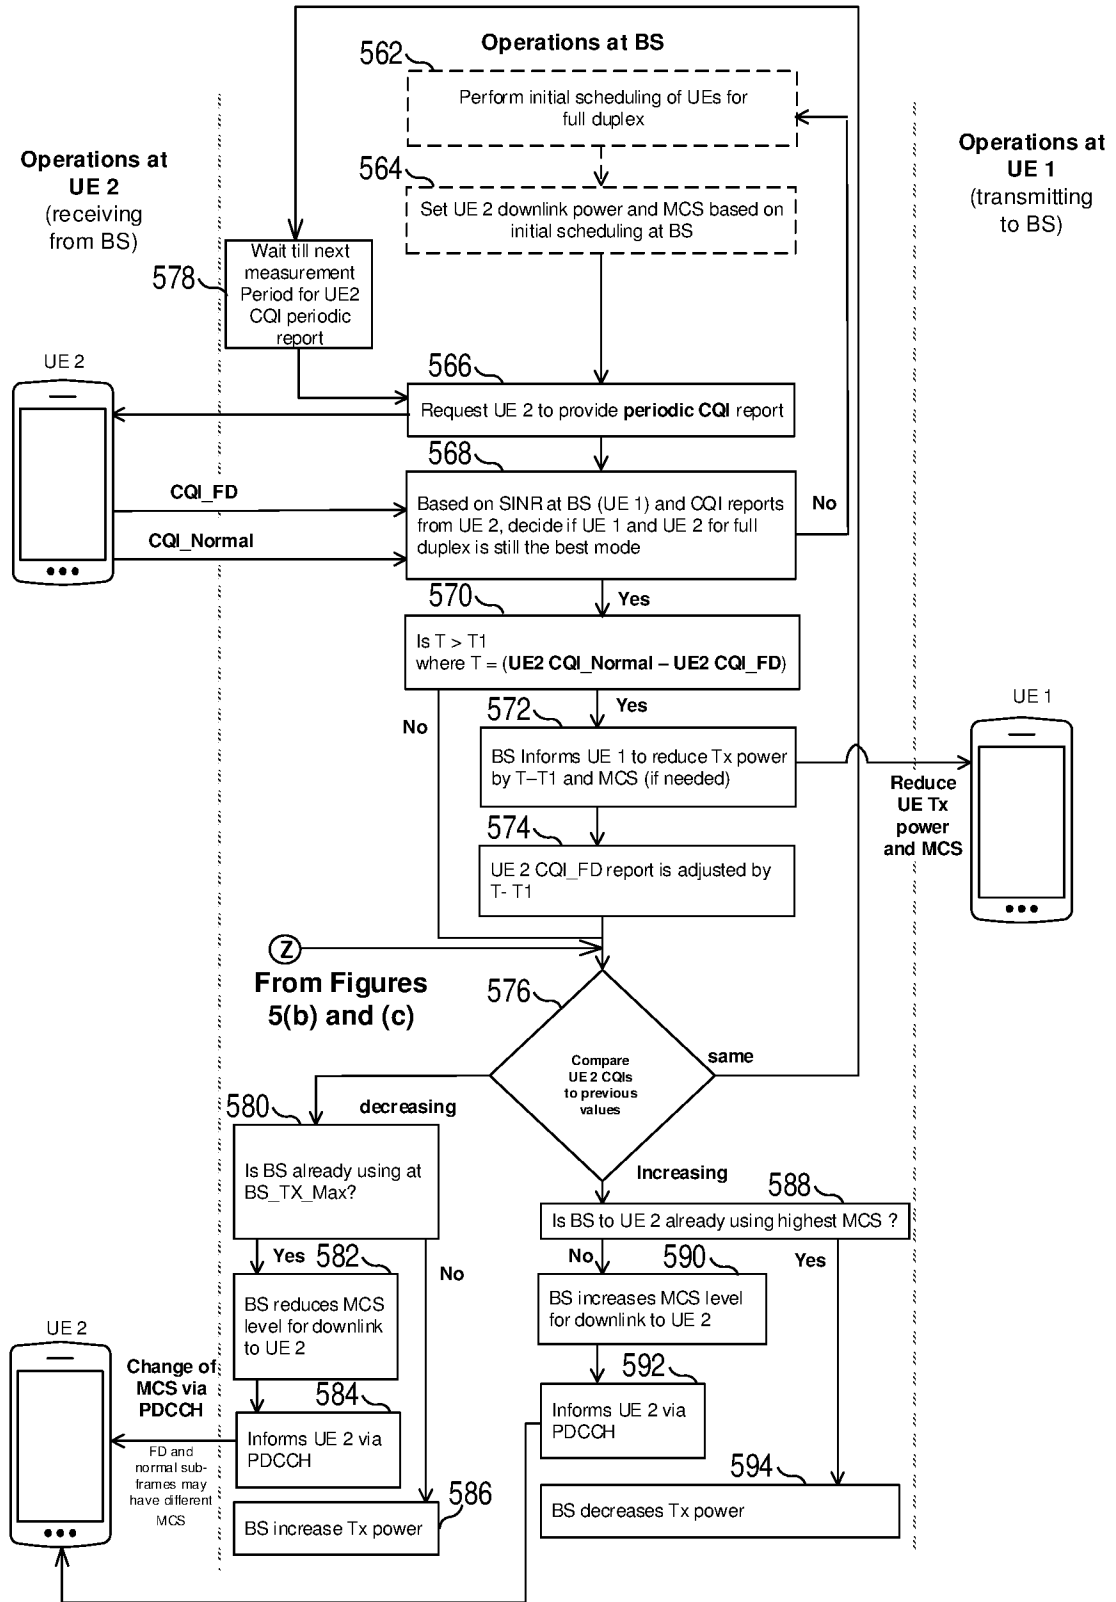 Operations at BS
562
Perform initial scheduling of UEs for
full duplex
Operations at
UE 2
(receiving
from BS)
Operations at
UE 1
(transmitting
to BS)
564
Set UE 2 downlink power and MCS based on
initial scheduling at BS
578
Wait till next
measurement
Period for UE2
CQI periodic
report
UE 2
566
Request UE 2 to provide periodic CQI report
568
CQI_FD
CQI_Normal
Based on SINR at BS (UE 1) and CQI reports
from UE 2, decide if UE 1 and UE 2 for full
duplex is still the best mode
No
Yes
570
Is T > T1
where T = (UE2 CQI_Normal – UE2 CQI_FD)
No
Yes
572
BS Informs UE 1 to reduce Tx power
by T–T1 and MCS (if needed)
UE 1
Reduce
UE Tx
power
and MCS
574
UE 2 CQI_FD report is adjusted by
T- T1
Z
From Figures
5(b) and (c)
576
Compare
UE 2 CQIs
to previous
values
same
decreasing
Increasing
580
Is BS already using at
BS_TX_Max?
588
Is BS to UE 2 already using highest MCS ?
Yes
No
No
Yes
582
BS reduces MCS
level for downlink
to UE 2
590
BS increases MCS level
for downlink to UE 2
UE 2
Change of
MCS via
PDCCH
FD and
normal sub-
frames may
have different
MCS
584
Informs UE 2 via
PDCCH
592
Informs UE 2 via
PDCCH
586
BS increase Tx power
594
BS decreases Tx power